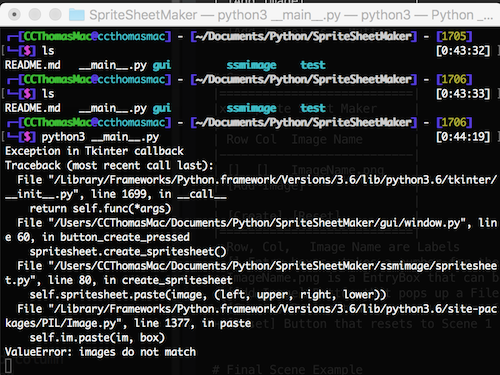 SpriteSheetMaker — python3 __main__.py — python3 — Python _...
[CCThomasMac@ccthomasmac] - [~/Documents/Python/SpriteSheetMaker] - [1705]
[$] ls [0:43:32]
README.md __main__.py gui ssmimage test
[CCThomasMac@ccthomasmac] - [~/Documents/Python/SpriteSheetMaker] - [1706]
[$] ls [0:43:33]
README.md __main__.py gui ssmimage test
[CCThomasMac@ccthomasmac] - [~/Documents/Python/SpriteSheetMaker] - [1706]
[$] python3 __main__.py [0:44:19]
Exception in Tkinter callback
Traceback (most recent call last):
File "/Library/Frameworks/Python.framework/Versions/3.6/lib/python3.6/tkinter/
__init__.py", line 1699, in __call__
return self.func(*args)
File "/Users/CCThomasMac/Documents/Python/SpriteSheetMaker/gui/window.py", lin
e 60, in button_create_pressed
spritesheet.create_spritesheet()
File "/Users/CCThomasMac/Documents/Python/SpriteSheetMaker/ssmimage/spriteshee
t.py", line 80, in create_spritesheet
self.spritesheet.paste(image, (left, upper, right, lower))
File "/Library/Frameworks/Python.framework/Versions/3.6/lib/python3.6/site-pac
kages/PIL/Image.py", line 1377, in paste
self.im.paste(im, box)
ValueError: images do not match
# Final Scene Example